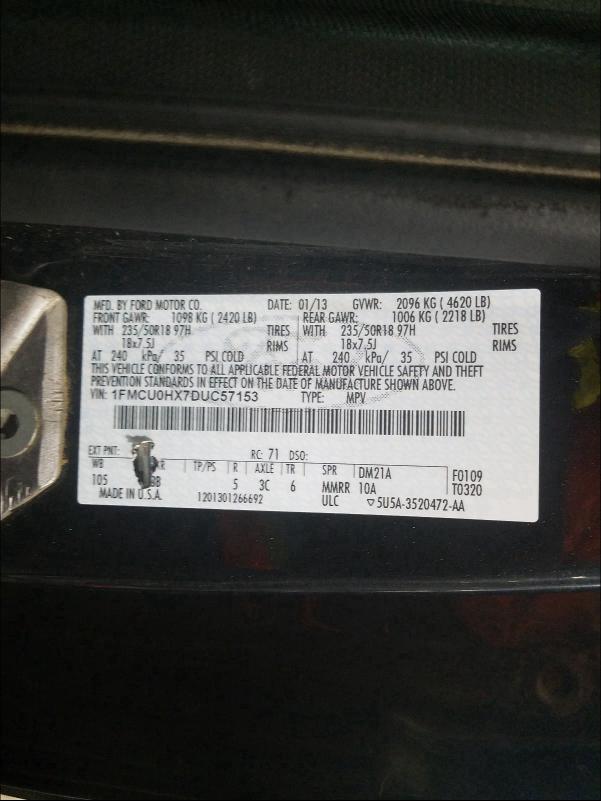 MFD. BY FORD MOTOR CO. DATE: 01/13 GVWR: 2096 KG ( 4620 LB)
FRONT GAWR: 1098 KG ( 2420 LB) REAR GAWR: 1006 KG ( 2218 LB)
WITH 235/50R18 97H TIRES WITH 235/50R18 97H TIRES
18x7.5J RIMS 18x7.5J RIMS
AT 240 kPa/ 35 PSI COLD AT 240 kPa/ 35 PSI COLD
THIS VEHICLE CONFORMS TO ALL APPLICABLE FEDERAL MOTOR VEHICLE SAFETY AND THEFT
PREVENTION STANDARDS IN EFFECT ON THE DATE OF MANUFACTURE SHOWN ABOVE.
VIN: 1FMCU0HX7DUC57153 TYPE: MPV
EXT PNT: RC: 71 DSO:
WB R TP/PS R AXLE TR SPR DM21A F0109
105 B 5 3C 6 MMRR 10A T0320
MADE IN U.S.A. 1201301266692 ULC ▽5U5A-3520472-AA